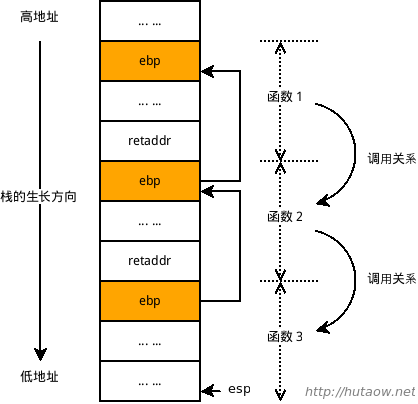 高地址
... ...
ebp
... ...
函数 1
retaddr
调用关系
ebp
栈的生长方向
... ...
函数 2
retaddr
调用关系
ebp
... ...
函数 3
低地址
... ...
esp
http://hutaow.net